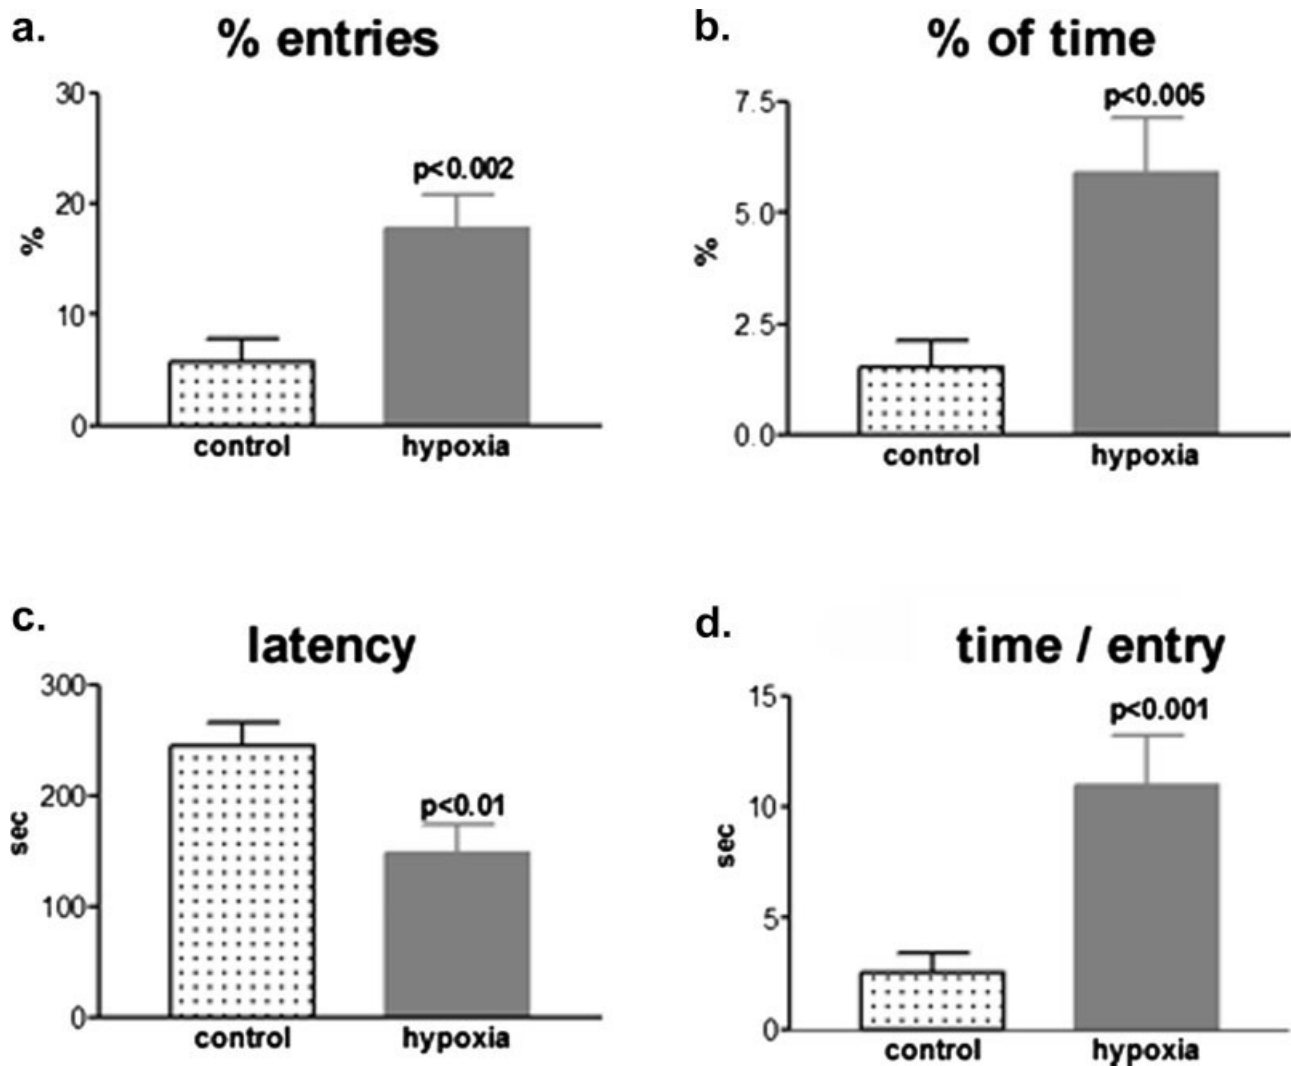 a.
% entries
30
20
10
0
%
p<0.002
control
hypoxia
b.
% of time
7.5
5.0
2.5
0.0
%
p<0.005
control
hypoxia
c.
latency
300
200
100
0
sec
p<0.01
control
hypoxia
d.
time / entry
15
10
5
0
sec
p<0.001
control
hypoxia